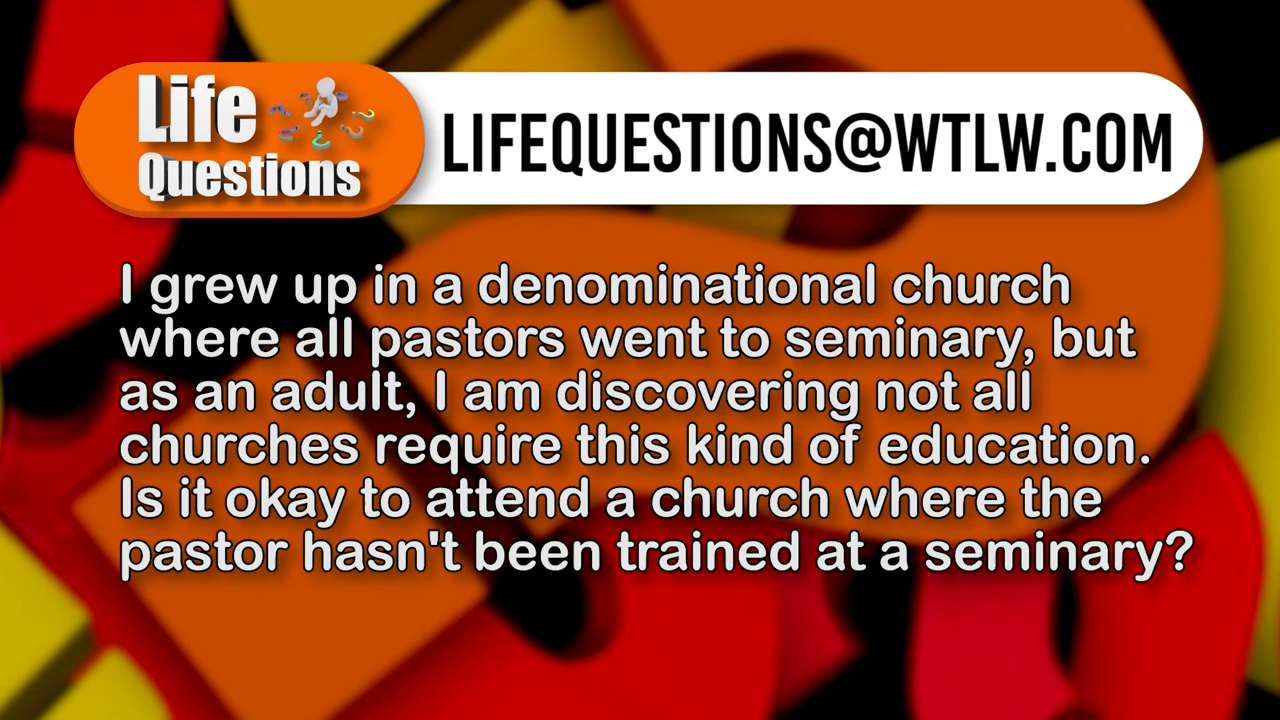 Life
Questions
LIFEQUESTIONS@WTLW.COM
I grew up in a denominational church
where all pastors went to seminary, but
as an adult, I am discovering not all
churches require this kind of education.
Is it okay to attend a church where the
pastor hasn't been trained at a seminary?